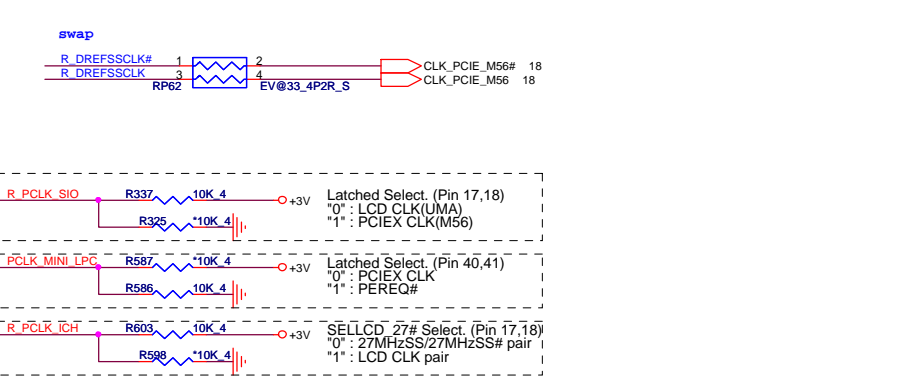 swap
R_DREFSSCLK# 1 2 CLK_PCIE_M56# 18
R_DREFSSCLK 3 4 CLK_PCIE_M56 18
RP62 EV@33_4P2R_S
R_PCLK_SIO R337 10K_4 +3V Latched Select. (Pin 17,18)
"0" : LCD CLK(UMA)
R325 *10K_4 "1" : PCIEX CLK(M56)
PCLK_MINI_LPC R587 *10K_4 +3V Latched Select. (Pin 40,41)
"0" : PCIEX CLK
R586 10K_4 "1" : PEREQ#
R_PCLK_ICH R603 10K_4 +3V SELLCD_27# Select. (Pin 17,18)
"0" : 27MHzSS/27MHzSS# pair
R598 *10K_4 "1" : LCD CLK pair